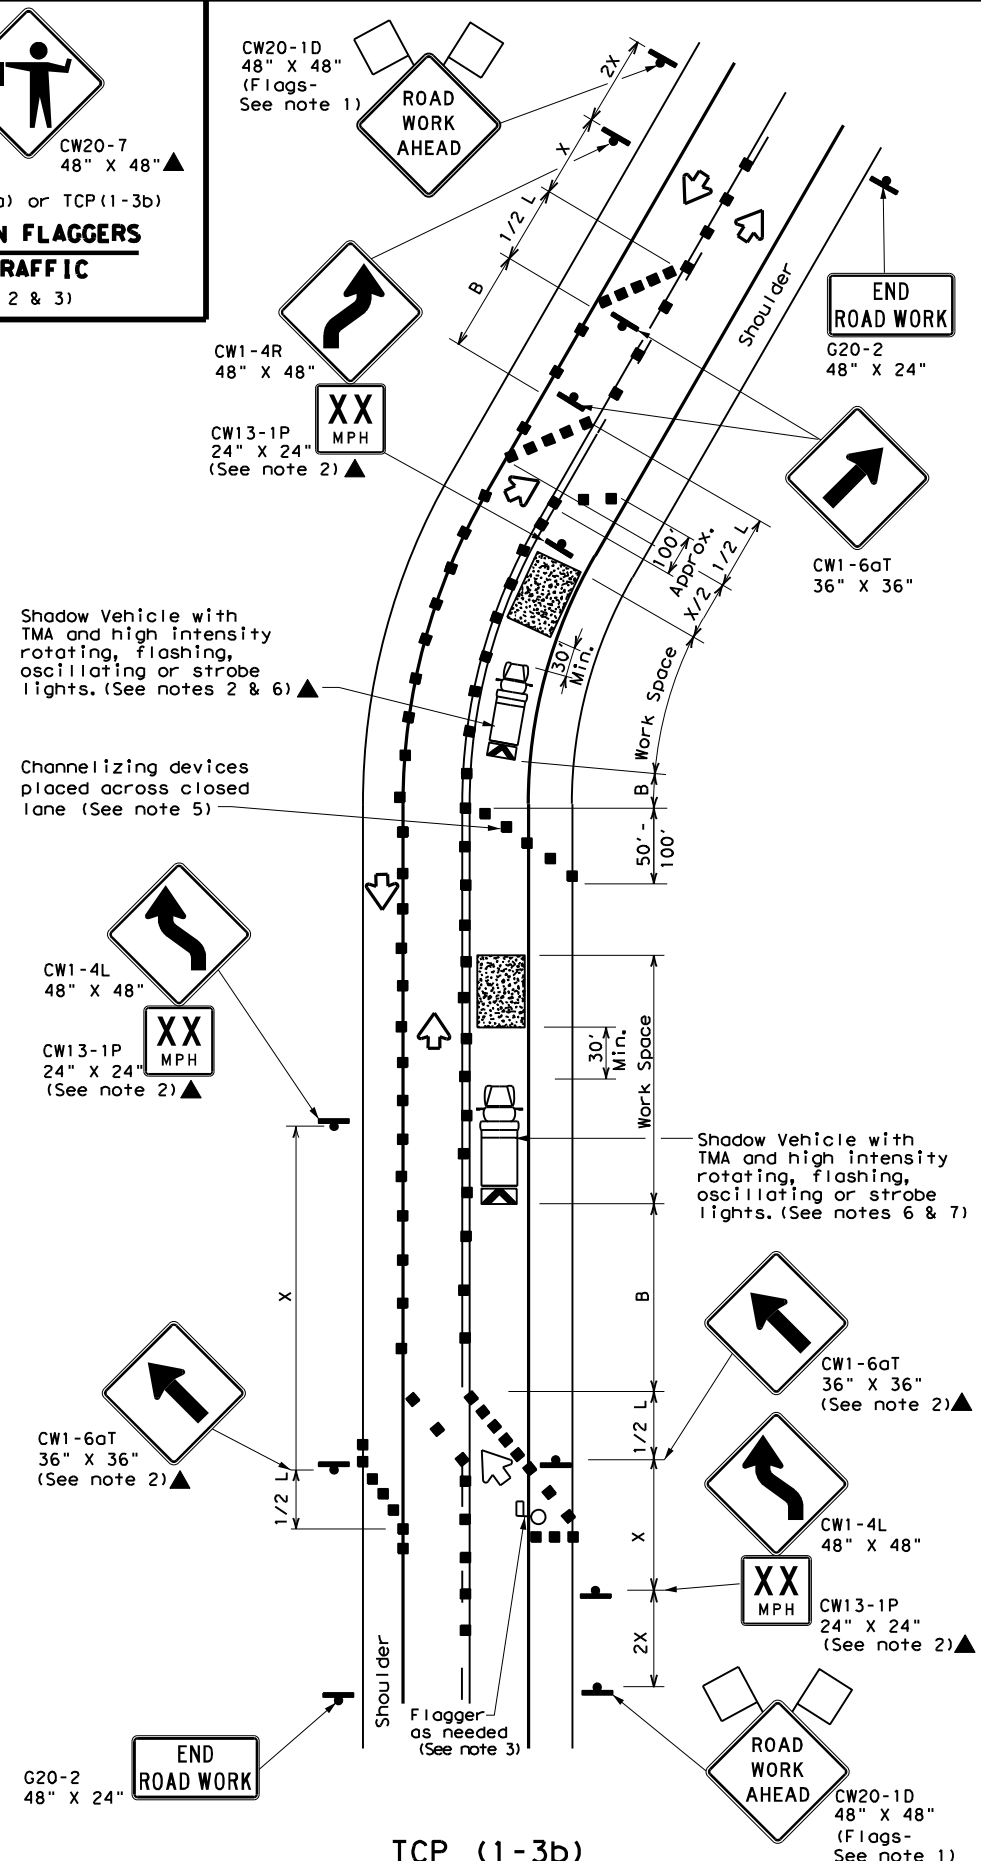 CW20-7
48" X 48"
a) or TCP(1-3b)
N FLAGGERS
RAFFIC
2 & 3)
CW20-1D
48" X 48"
(Flags-
See note 1)
ROAD
WORK
AHEAD
2X
X
1/2 L
B
CW1-4R
48" X 48"
XX
MPH
CW13-1P
24" X 24"
(See note 2)
Shoulder
END
ROAD WORK
G20-2
48" X 24"
CW1-6aT
36" X 36"
100'
Approx.
1/2 L
X/2
30'
Min.
Work Space
B
50' -
100'
Shadow Vehicle with
TMA and high intensity
rotating, flashing,
oscillating or strobe
lights. (See notes 2 & 6)
Channelizing devices
placed across closed
lane (See note 5)
CW1-4L
48" X 48"
XX
MPH
CW13-1P
24" X 24"
(See note 2)
30'
Min.
Work Space
Shadow Vehicle with
TMA and high intensity
rotating, flashing,
oscillating or strobe
lights. (See notes 6 & 7)
X
B
CW1-6aT
36" X 36"
(See note 2)
1/2 L
CW1-6aT
36" X 36"
(See note 2)
1/2 L
X
CW1-4L
48" X 48"
XX
MPH
CW13-1P
24" X 24"
(See note 2)
2X
Shoulder
Flagger
as needed
(See note 3)
END
ROAD WORK
G20-2
48" X 24"
ROAD
WORK
AHEAD
CW20-1D
48" X 48"
(Flags-
See note 1)
TCP (1-3b)